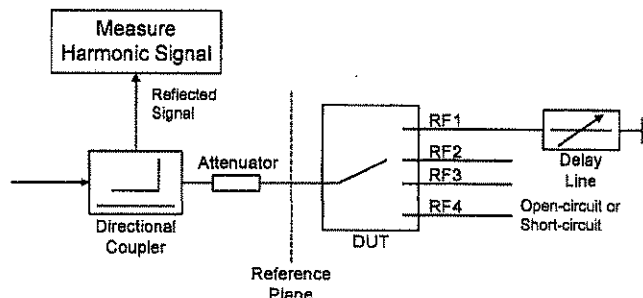 Measure
Harmonic Signal
Reflected
Signal
Attenuator
Directional
Coupler
Reference
Plane
RF1
RF2
RF3
RF4
DUT
Delay
Line
Open-circuit or
Short-circuit